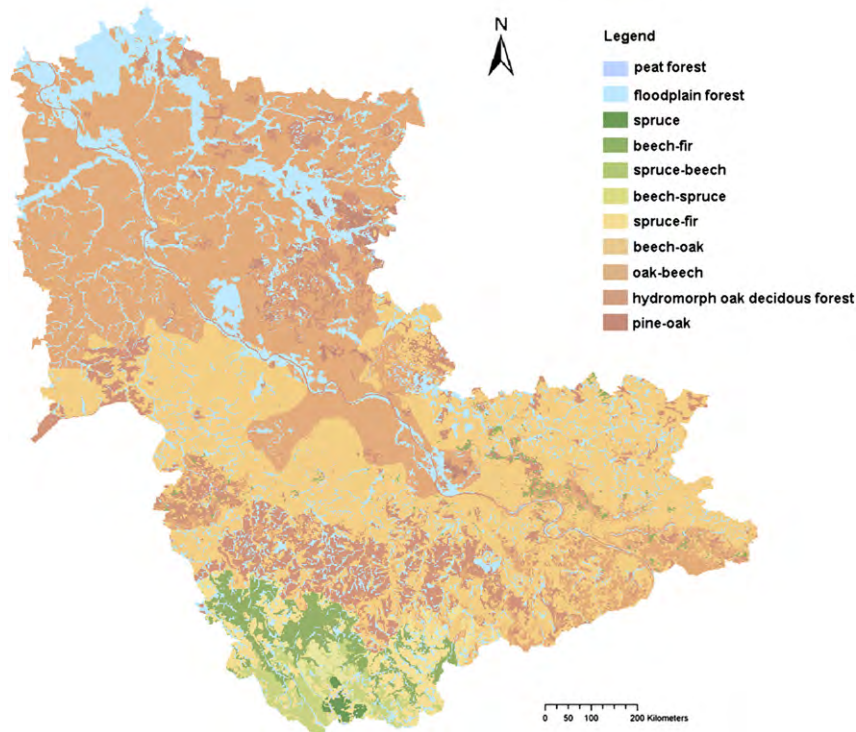 N
Legend
peat forest
floodplain forest
spruce
beech-fir
spruce-beech
beech-spruce
spruce-fir
beech-oak
oak-beech
hydromorph oak decidous forest
pine-oak
0 50 100 200 Kilometers